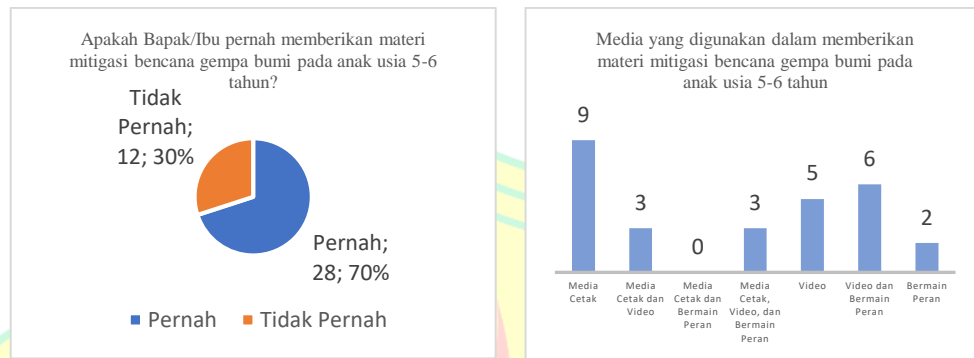 Apakah Bapak/Ibu pernah memberikan materi
mitigasi bencana gempa bumi pada anak usia 5-6
tahun?
Tidak
Pernah;
12; 30%
Pernah;
28; 70%
Pernah
Tidak Pernah
Media yang digunakan dalam memberikan
materi mitigasi bencana gempa bumi pada
anak usia 5-6 tahun
9
3
0
3
5
6
2
Media
Cetak
Media
Cetak dan
Video
Media
Cetak dan
Bermain
Peran
Media
Cetak,
Video, dan
Bermain
Peran
Video
Video dan
Bermain
Peran
Bermain
Peran